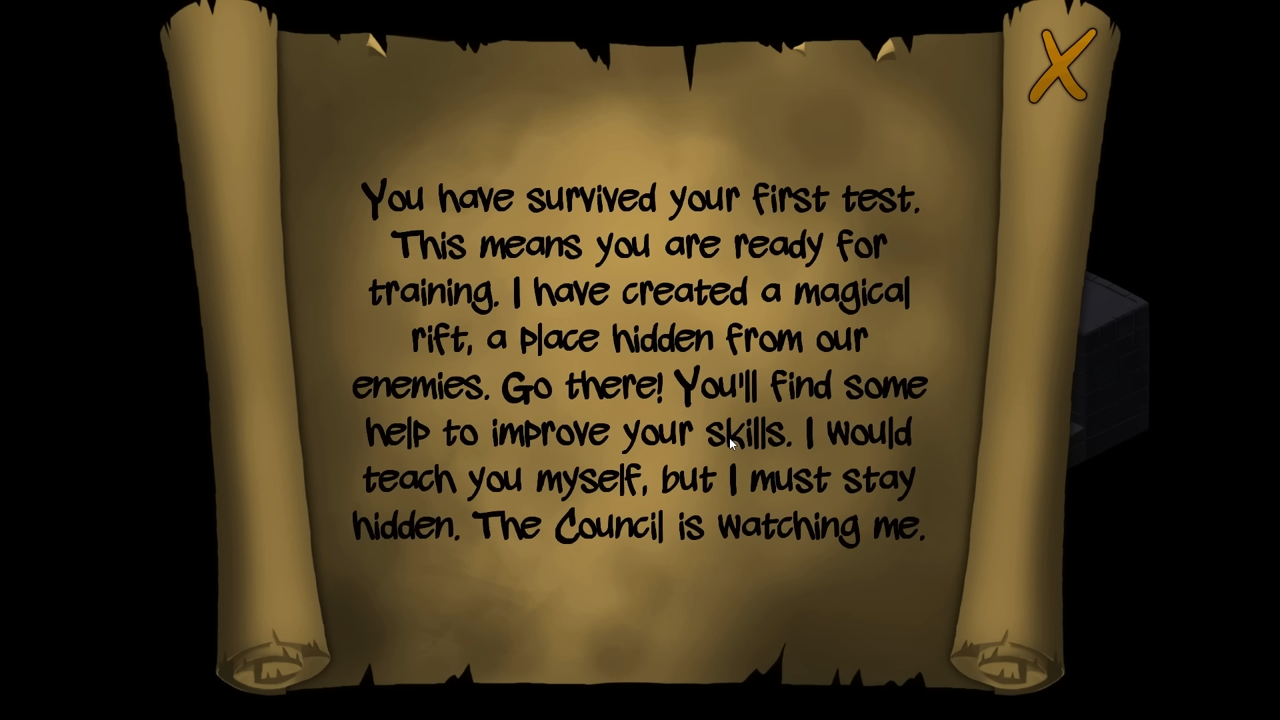 You have survived your first test.
This means you are ready for
training. I have created a magical
rift, a place hidden from our
enemies. Go there! You'll find some
help to improve your skills. I would
teach you myself, but I must stay
hidden. The Council is watching me.